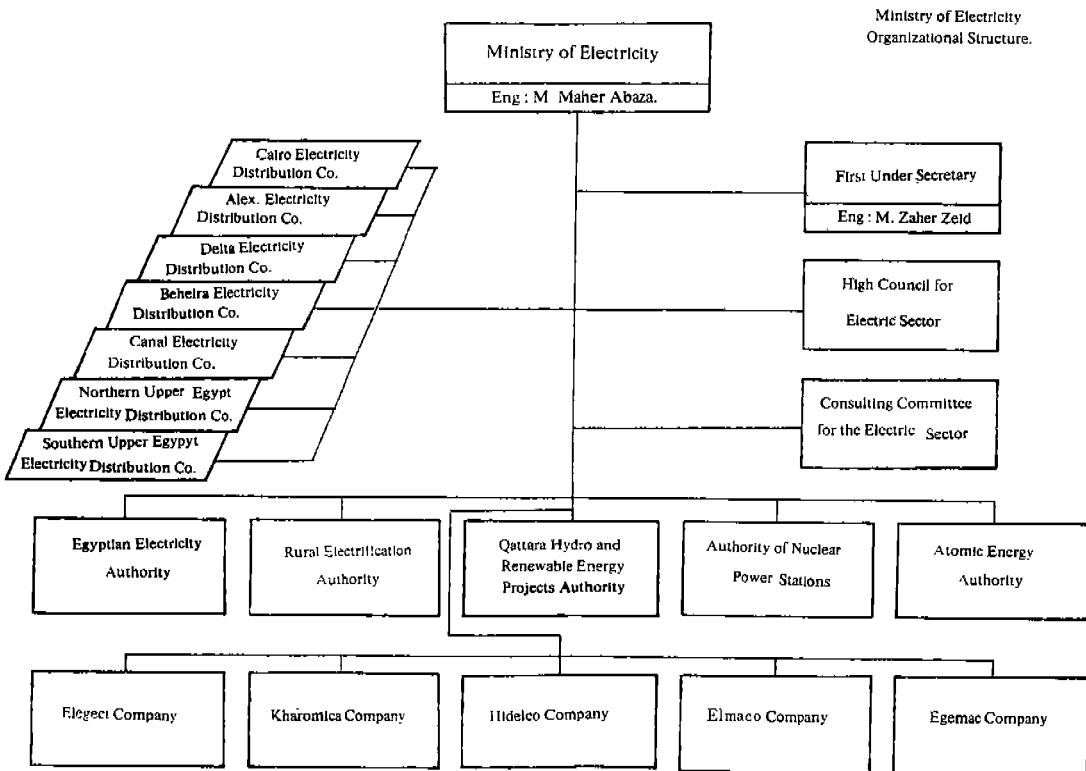 Ministry of Electricity
Organizational Structure.
Ministry of Electricity
Eng : M Maher Abaza.
Cairo Electricity
Distribution Co.
Alex. Electricity
Distribution Co.
Delta Electricity
Distribution Co.
Beheira Electricity
Distribution Co.
Canal Electricity
Distribution Co.
Northern Upper Egypt
Electricity Distribution Co.
Southern Upper Egypyt
Electricity Distribution Co.
First Under Secretary
Eng : M. Zaher Zeid
High Council for
Electric Sector
Consulting Committee
for the Electric Sector
Egyptian Electricity
Authority
Rural Electrification
Authority
Qattara Hydro and
Renewable Energy
Projects Authority
Authority of Nuclear
Power Stations
Atomic Energy
Authority
Elegect Company
Kharomica Company
Hidelco Company
Elmaco Company
Egemac Company